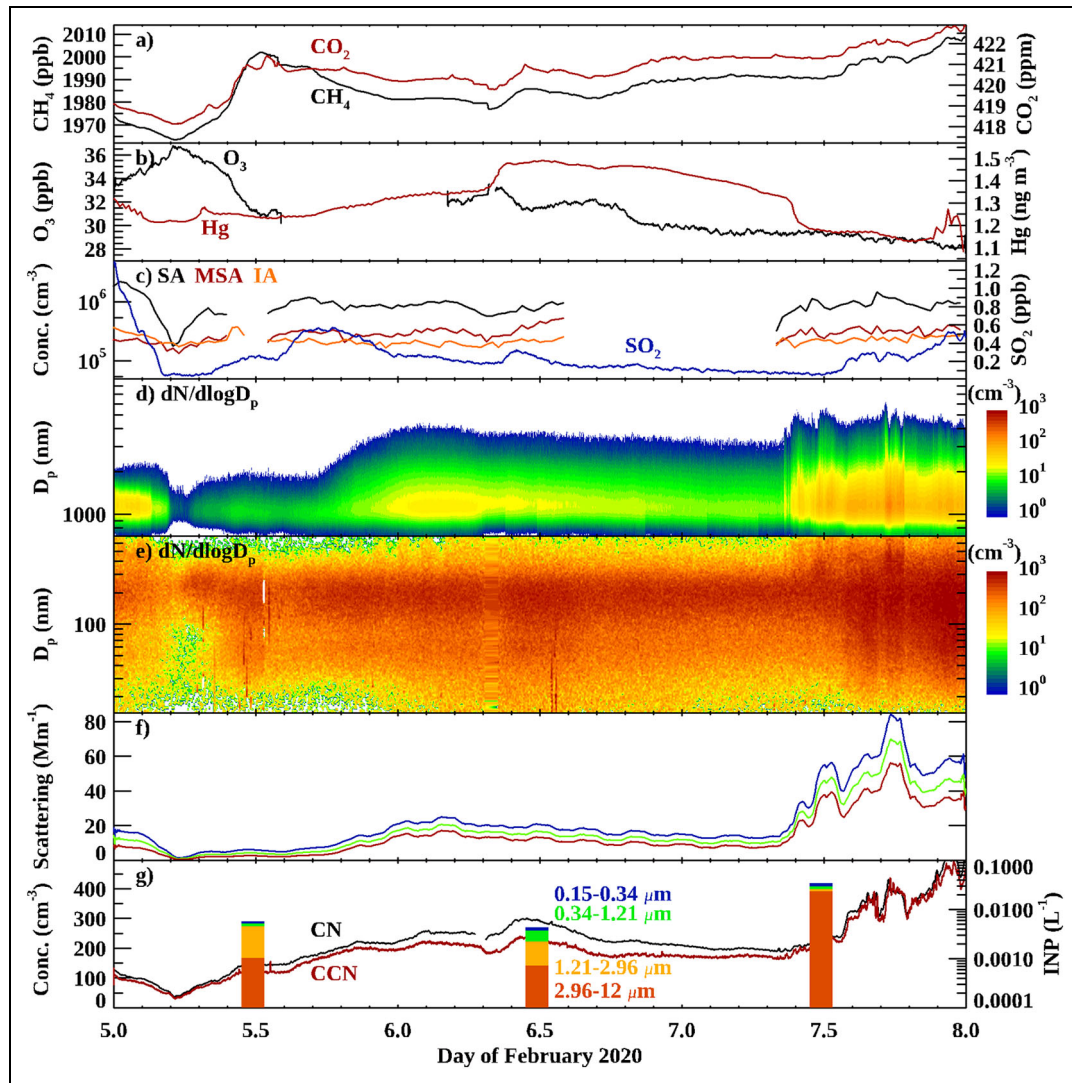 a)
CO2
CH4
CH4 (ppb)
2010
2000
1990
1980
1970
422
421
420
419
418
CO2 (ppm)
b)
O3
Hg
O3 (ppb)
36
34
32
30
28
1.5
1.4
1.3
1.2
1.1
Hg (ng m-3)
c) SA MSA IA
SO2
Conc. (cm-3)
10^6
10^5
1.2
1.0
0.8
0.6
0.4
0.2
SO2 (ppb)
d) dN/dlogDp
Dp (nm)
1000
(cm-3)
10^3
10^2
10^1
10^0
e) dN/dlogDp
Dp (nm)
100
(cm-3)
10^3
10^2
10^1
10^0
f)
Scattering (Mm-1)
80
60
40
20
0
g)
CN
CCN
0.15-0.34 μm
0.34-1.21 μm
1.21-2.96 μm
2.96-12 μm
Conc. (cm-3)
400
300
200
100
0
0.1000
0.0100
0.0010
0.0001
INP (L-1)
5.0 5.5 6.0 6.5 7.0 7.5 8.0
Day of February 2020